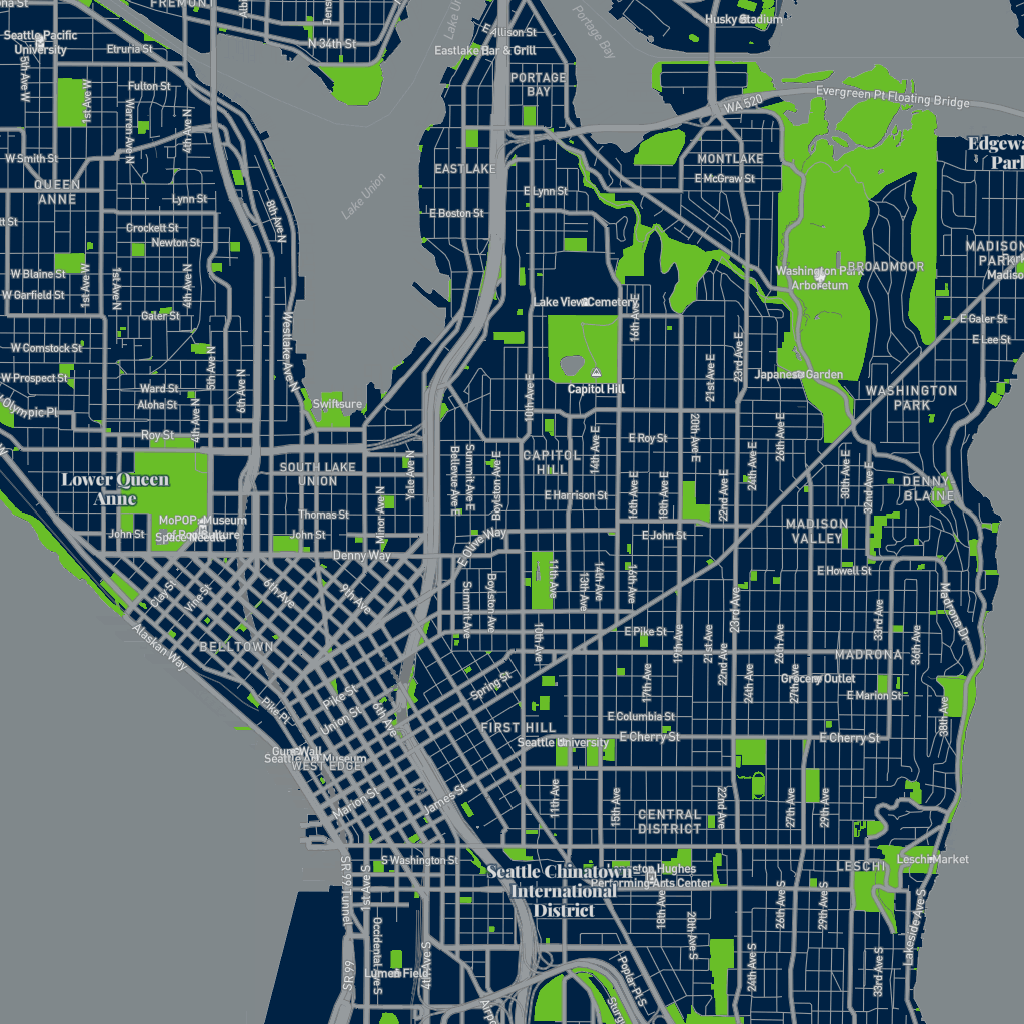 FREMONT
N 34th St
E Allison St
Eastlake Bar & Grill
Husky Stadium
Seattle Pacific
University
Etruria St
Portage Bay
PORTAGE
BAY
5th Ave W
1st Ave W
Fulton St
Warren Ave N
4th Ave N
WA 520
Evergreen Pt Floating Bridge
W Smith St
EASTLAKE
MONTLAKE
Park
QUEEN
ANNE
Lynn St
8th Ave N
Lake Union
E Lynn St
E McGraw St
E Boston St
Crockett St
Newton St
MADISON
PARK
W Blaine St
1st Ave W
1st Ave N
4th Ave N
Washington Park
Arboretum
BROADMOOR
W Garfield St
Galer St
Lake View Cemetery
16th Ave E
E Galer St
E Lee St
W Comstock St
5th Ave N
6th Ave N
Westlake Ave N
23rd Ave E
21st Ave E
W Prospect St
Ward St
Aloha St
Capitol Hill
Japanese Garden
10th Ave E
WASHINGTON
PARK
Olympic Pl
4th Ave N
Swiftsure
Roy St
E Roy St
14th Ave E
20th Ave E
26th Ave E
24th Ave E
CAPITOL
HILL
SOUTH LAKE
UNION
Yale Ave N
Bellevue Ave E
Summit Ave E
Boylston Ave E
30th Ave E
32nd Ave E
Lower Queen
Anne
E Harrison St
16th Ave E
18th Ave E
22nd Ave E
DENNY-
BLAINE
Minor Ave N
Thomas St
MoPOP - Museum
of Pop Culture
Space Needle
John St
John St
E John St
MADISON
VALLEY
Denny Way
E Olive Way
E Howell St
Clay St
Vine St
6th Ave
9th Ave
Summit Ave
Boylston Ave
11th Ave
13th Ave
14th Ave
16th Ave
23rd Ave
33rd Ave
36th Ave
Madrona Dr
Alaskan Way
BELLTOWN
10th Ave
E Pike St
19th Ave
21st Ave
22nd Ave
26th Ave
MADRONA
Spring St
Pike St
Pike Pl
Union St
6th Ave
17th Ave
24th Ave
27th Ave
Grocery Outlet
E Marion St
38th Ave
FIRST HILL
E Columbia St
E Cherry St
E Cherry St
Seattle University
Gum Wall
Seattle Art Museum
WEST EDGE
Marion St
James St
11th Ave
15th Ave
22nd Ave
27th Ave
29th Ave
CENTRAL
DISTRICT
S Washington St
SR 99 Tunnel
1st Ave S
Seattle Chinatown-
International
District
Langston Hughes
Performing Arts Center
LESCHI
Leschi Market
18th Ave
20th Ave S
26th Ave S
29th Ave S
Occidental Ave S
4th Ave S
Lumen Field
SR 99
Poplar Pl S
24th Ave S
33rd Ave S
Lakeside Ave S